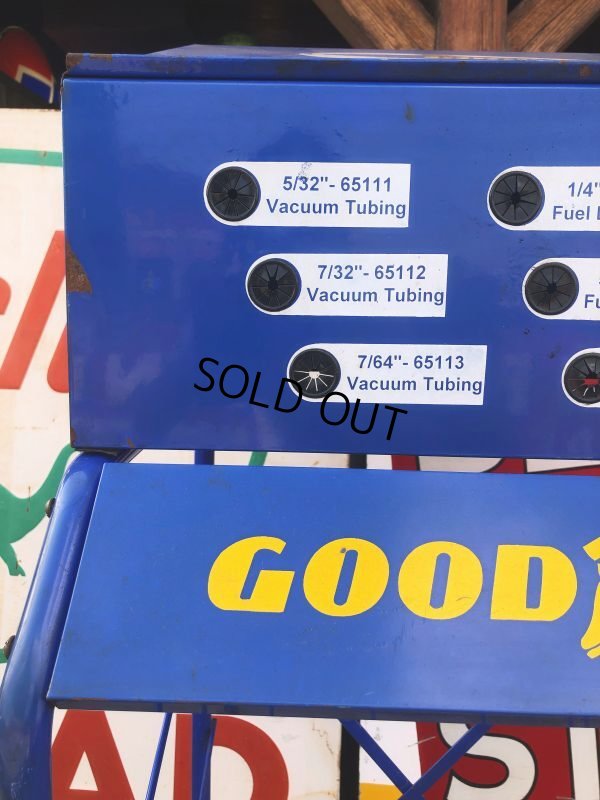 5/32"- 65111
Vacuum Tubing
1/4"
Fuel
7/32"- 65112
Vacuum Tubing
7/64"- 65113
Vacuum Tubing
SOLD OUT
GOOD
AD